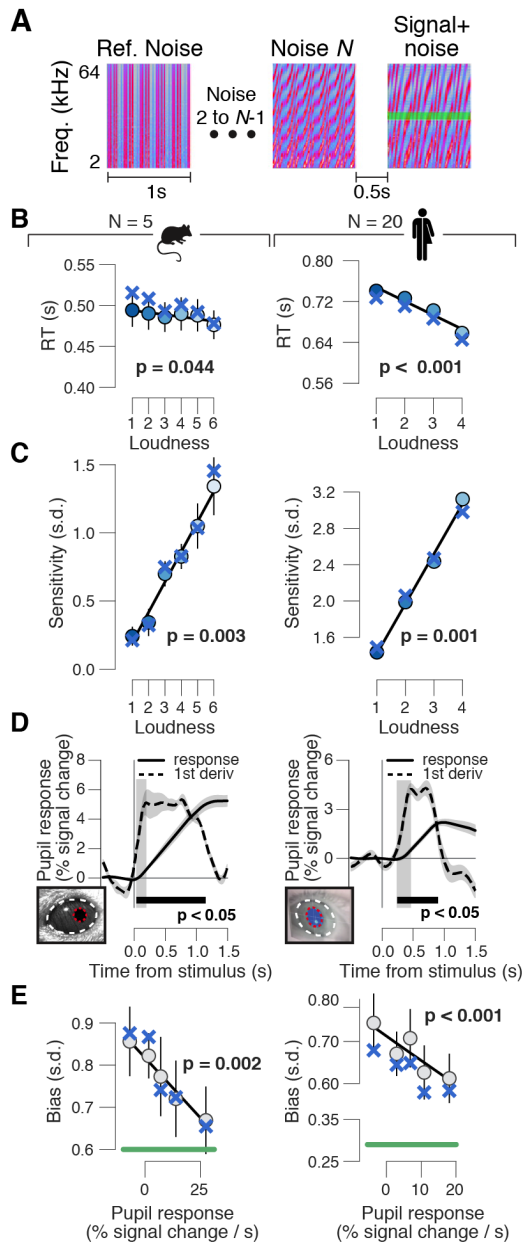 A
Ref. Noise
Noise N
Signal+
noise
Freq. (kHz)
64
2
Noise
2 to N-1
1s
0.5s
B
N = 5
N = 20
RT (s)
0.55
0.50
0.45
0.40
p = 0.044
1 2 3 4 5 6
Loudness
RT (s)
0.80
0.72
0.64
0.56
p < 0.001
1 2 3 4
Loudness
C
Sensitivity (s.d.)
1.5
1.0
0.5
0.0
p = 0.003
1 2 3 4 5 6
Loudness
Sensitivity (s.d.)
3.2
2.4
2.0
1.6
p = 0.001
1 2 3 4
Loudness
D
Pupil response
(% signal change)
8
6
4
2
0
response
1st deriv
p < 0.05
0.0 0.5 1.0 1.5
Time from stimulus (s)
Pupil response
(% signal change)
6
3
0
response
1st deriv
p < 0.05
0.0 0.5 1.0 1.5
Time from stimulus (s)
E
Bias (s.d.)
0.9
0.8
0.7
0.6
p = 0.002
0 25
Pupil response
(% signal change / s)
Bias (s.d.)
0.80
0.70
0.60
0.35
0.25
p < 0.001
0 10 20
Pupil response
(% signal change / s)